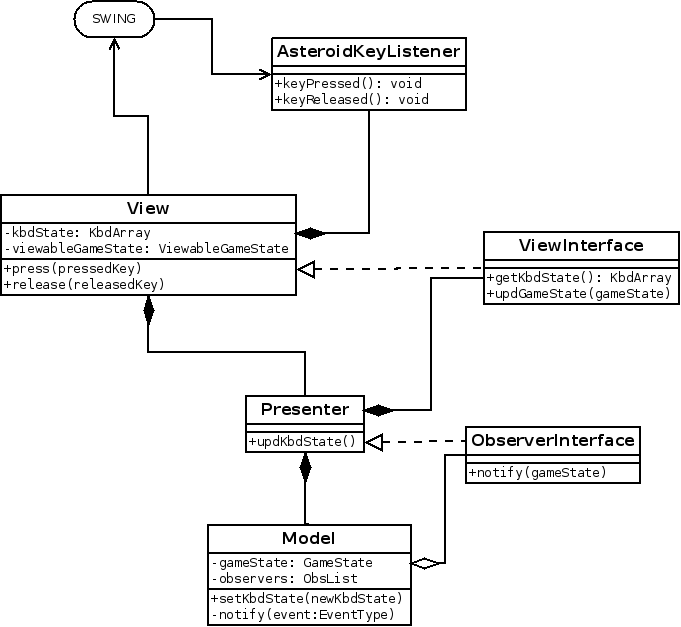 SWING
AsteroidKeyListener
+keyPressed(): void
+keyReleased(): void
View
-kbdState: KbdArray
-viewableGameState: ViewableGameState
+press(pressedKey)
+release(releasedKey)
ViewInterface
+getKbdState(): KbdArray
+updGameState(gameState)
Presenter
+updKbdState()
ObserverInterface
+notify(gameState)
Model
-gameState: GameState
-observers: ObsList
+setKbdState(newKbdState)
-notify(event:EventType)